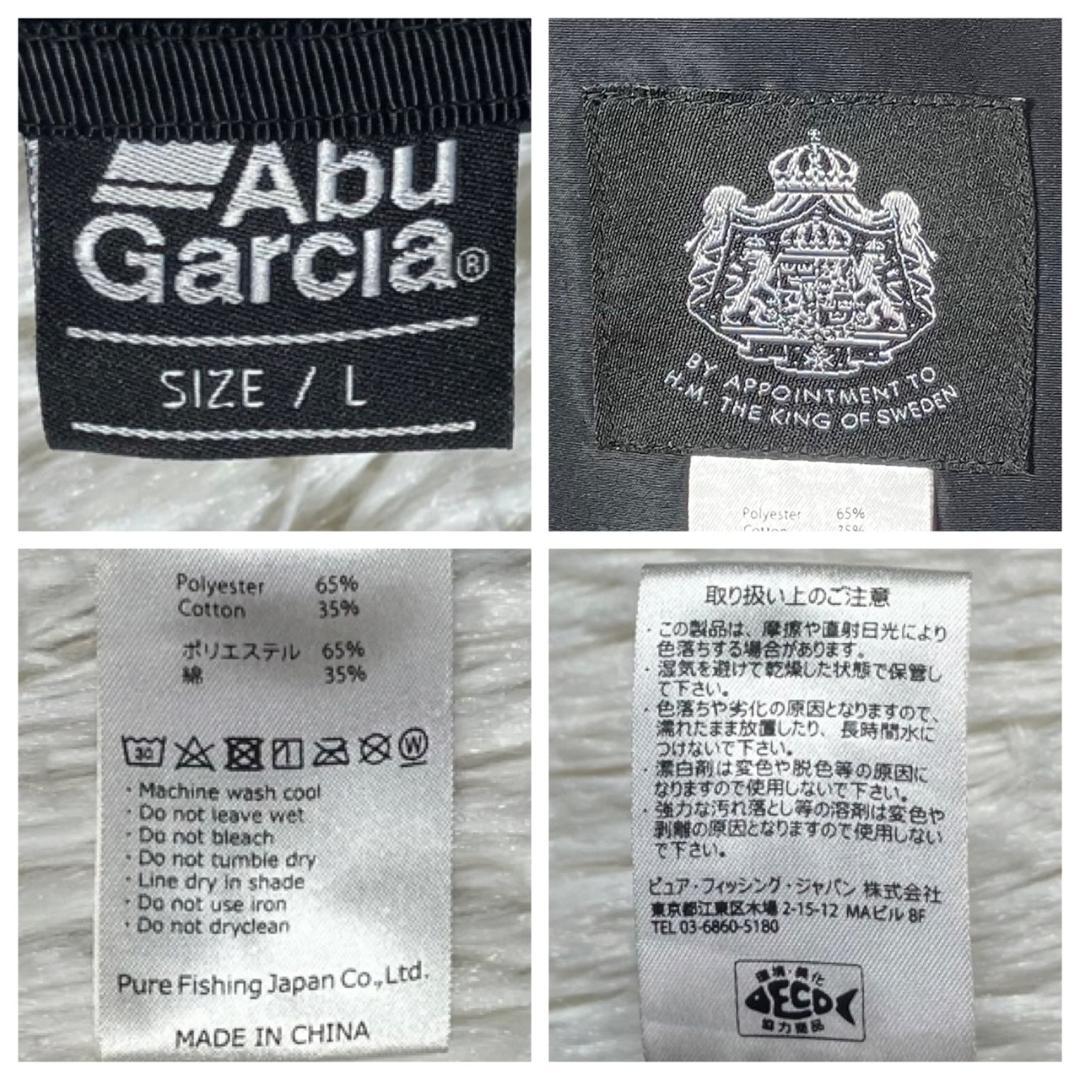 Abu
Garcia®
SIZE / L
BY APPOINTMENT TO
H.M. THE KING OF SWEDEN
Polyester 65%
Cotton 35%
Polyester 65%
Cotton 35%
ポリエステル 65%
綿 35%
30
W
・Machine wash cool
・Do not leave wet
・Do not bleach
・Do not tumble dry
・Line dry in shade
・Do not use iron
・Do not dryclean
Pure Fishing Japan Co.,Ltd.
MADE IN CHINA
取り扱い上のご注意
・この製品は、摩擦や直射日光により
色落ちする場合があります。
・湿気を避けて乾燥した状態で保管し
て下さい。
・色落ちや劣化の原因となりますので、
濡れたまま放置したり、長時間水に
つけないで下さい。
・漂白剤は変色や脱色等の原因に
なりますので使用しないで下さい。
・強力な汚れ落とし等の溶剤は変色や
剥離の原因となりますので使用しない
で下さい。
ピュア・フィッシング・ジャパン 株式会社
東京都江東区木場 2-15-12 MAビル 8F
TEL 03-6860-5180
環境・美化
ECO
協力商品